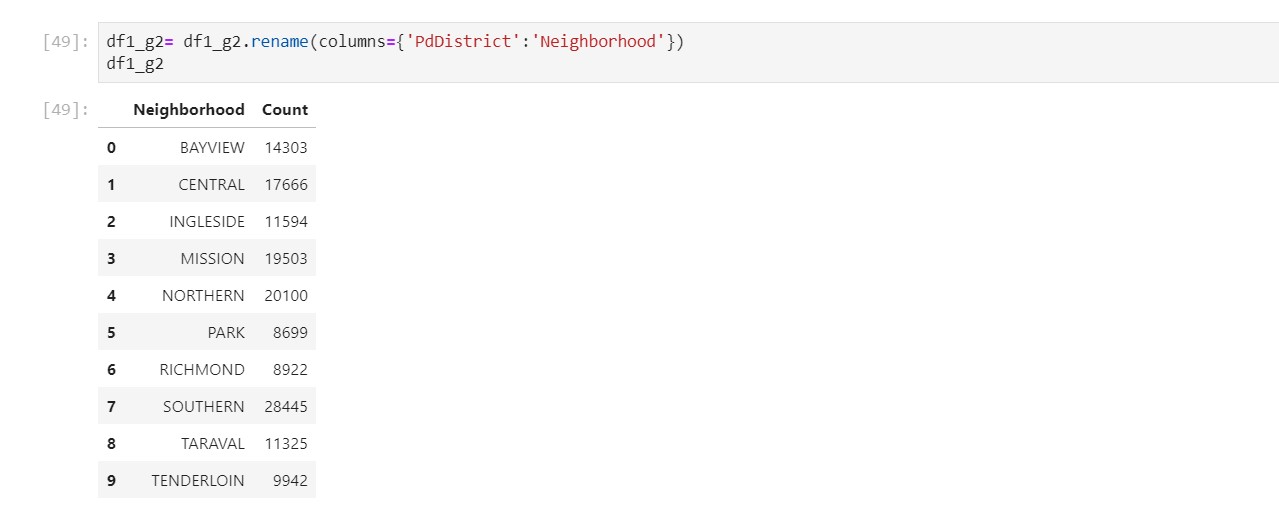 [49]: df1_g2= df1_g2.rename(columns={'PdDistrict':'Neighborhood'})
df1_g2
[49]: Neighborhood Count
0 BAYVIEW 14303
1 CENTRAL 17666
2 INGLESIDE 11594
3 MISSION 19503
4 NORTHERN 20100
5 PARK 8699
6 RICHMOND 8922
7 SOUTHERN 28445
8 TARAVAL 11325
9 TENDERLOIN 9942